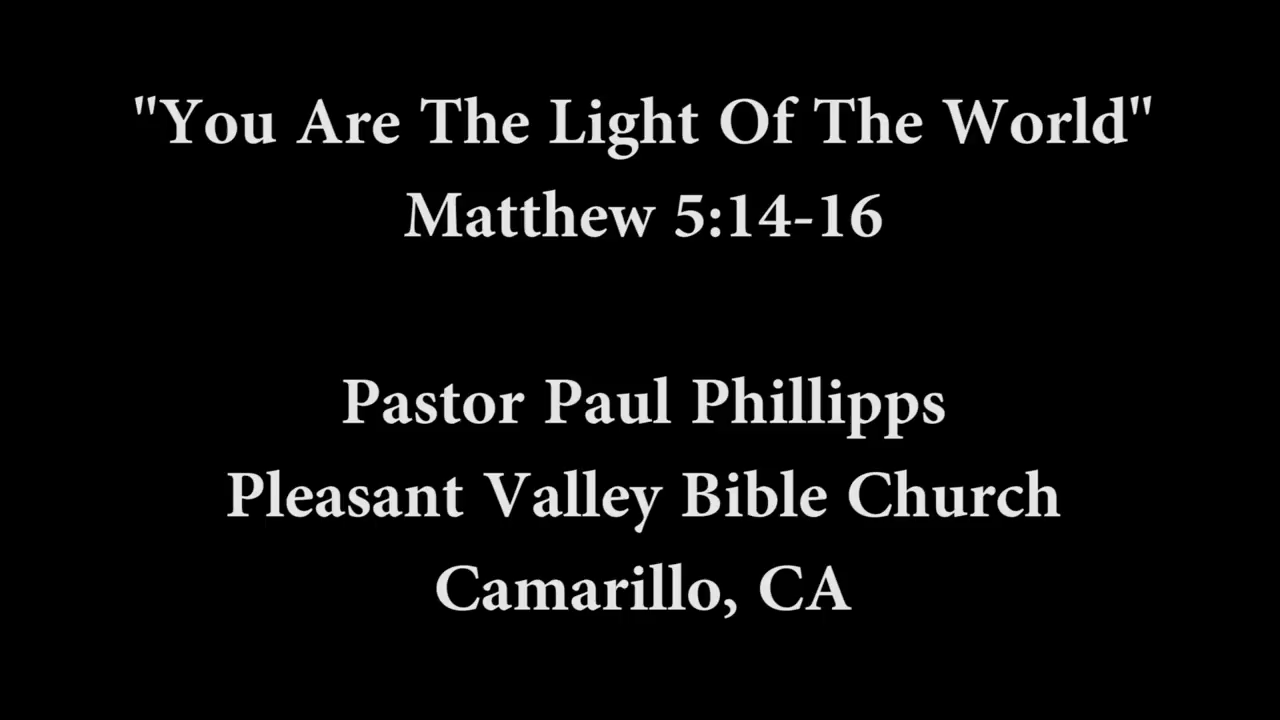 "You Are The Light Of The World"
Matthew 5:14-16
Pastor Paul Phillipps
Pleasant Valley Bible Church
Camarillo, CA